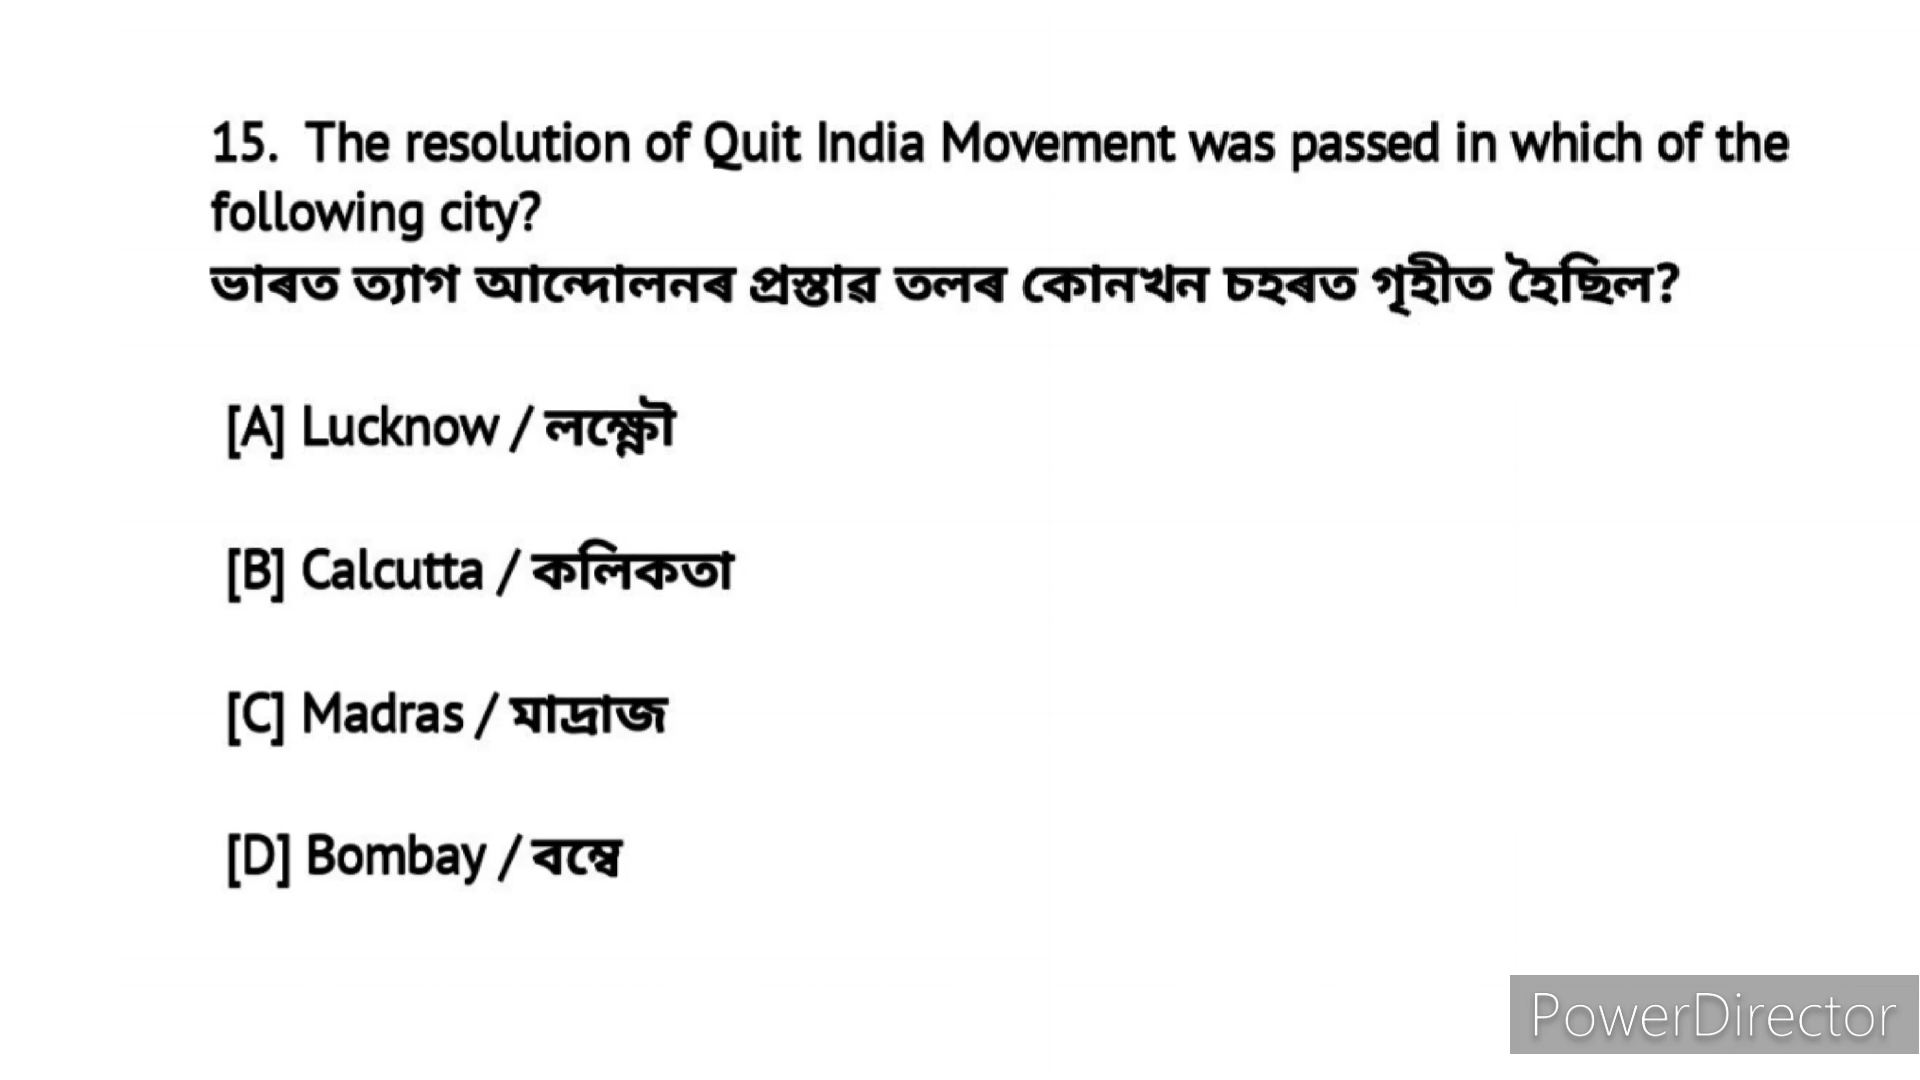 15. The resolution of Quit India Movement was passed in which of the
following city?
ভাৰত ত্যাগ আন্দোলনৰ প্ৰস্তাৱ তলৰ কোনখন চহৰত গৃহীত হৈছিল?
[A] Lucknow / লক্ষ্ণৌ
[B] Calcutta / কলিকতা
[C] Madras / মাদ্ৰাজ
[D] Bombay / বম্বে
PowerDirector